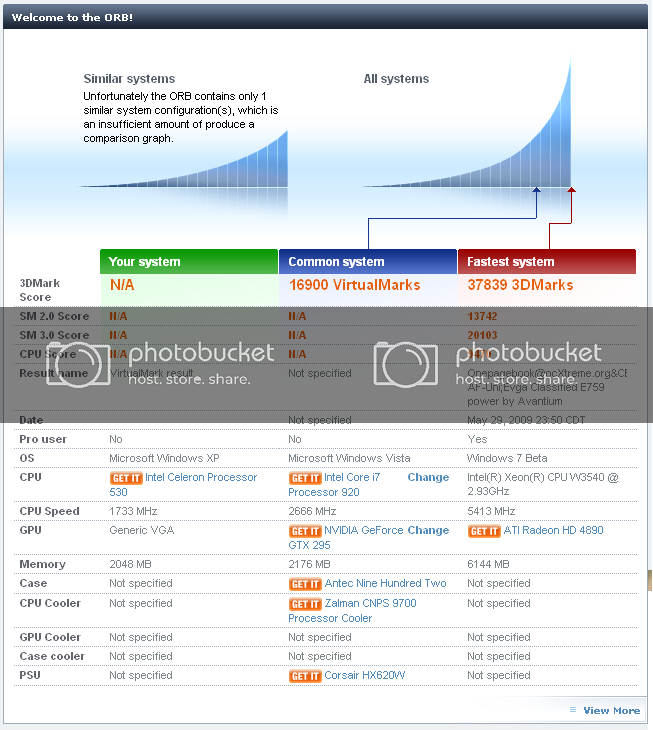 Welcome to the ORB!
Similar systems
Unfortunately the ORB contains only 1
similar system configuration(s), which is
an insufficient amount of produce a
comparison graph.
All systems
Your system Common system Fastest system
3DMark
Score N/A 16900 VirtualMarks 37839 3DMarks
SM 2.0 Score N/A N/A 13742
SM 3.0 Score N/A N/A 20103
CPU Score N/A N/A
photobucket photobucket
host. store. share. host. store. share.
Result name VirtualMark result Not specified Onepagebook@ocXtreme.org&CE
AF-Uni;Evga Classified E759
power by Avantium
Date Not specified May 29, 2009 23:50 CDT
Pro user No No Yes
OS Microsoft Windows XP Microsoft Windows Vista Windows 7 Beta
CPU GET IT Intel Celeron Processor GET IT Intel Core i7 Change Intel(R) Xeon(R) CPU W3540 @
530 Processor 920 2.93GHz
CPU Speed 1733 MHz 2666 MHz 5413 MHz
GPU Generic VGA GET IT NVIDIA GeForce Change GET IT ATI Radeon HD 4890
GTX 295
Memory 2048 MB 2176 MB 6144 MB
Case Not specified GET IT Antec Nine Hundred Two Not specified
CPU Cooler Not specified GET IT Zalman CNPS 9700 Not specified
Processor Cooler
GPU Cooler Not specified Not specified Not specified
Case cooler Not specified Not specified Not specified
PSU Not specified GET IT Corsair HX620W Not specified
View More